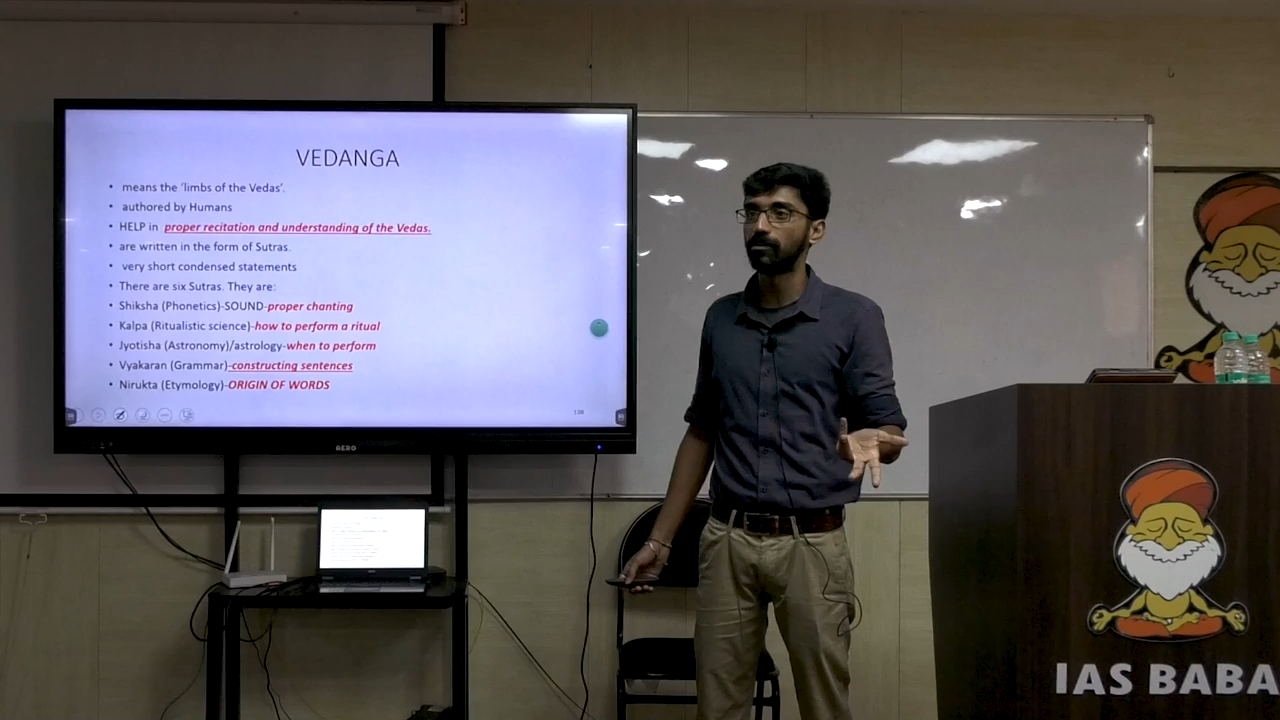 VEDANGA
• means the 'limbs of the Vedas'.
• authored by Humans
• HELP in proper recitation and understanding of the Vedas.
• are written in the form of Sutras.
• very short condensed statements
• There are six Sutras. They are:
• Shiksha (Phonetics)-SOUND-proper chanting
• Kalpa (Ritualistic science)-how to perform a ritual
• Jyotisha (Astronomy)/astrology-when to perform
• Vyakaran (Grammar)-constructing sentences
• Nirukta (Etymology)-ORIGIN OF WORDS
AERO
IAS BABA